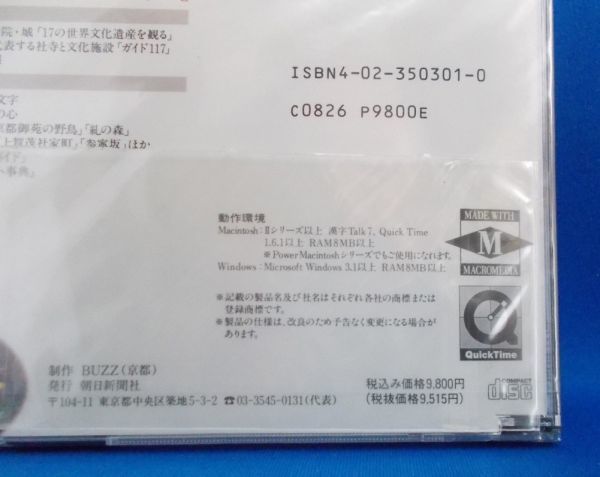 院・城「17の世界文化遺産を観る」
代表する社寺と文化施設「ガイド117」
ISBN4-02-350301-0
文字
の心
C0826 P9800E
京都御苑の野鳥」「糺の森」
「上賀茂社家町」「参寧坂」ほか
イド」
事典」
動作環境
Macintosh：Ⅱシリーズ以上 漢字Talk 7、Quick Time
1.6.1以上 RAM8MB以上
※Power Macintoshシリーズでもご使用になれます。
Windows：Microsoft Windows 3.1以上 RAM8MB以上
MADE WITH
M
MACROMEDIA
※記載の製品名及び社名はそれぞれ各社の商標または
登録商標です。
※製品の仕様は、改良のため予告なく変更になる場合が
あります。
QuickTime
制作 BUZZ（京都）
発行 朝日新聞社
〒104-11 東京都中央区築地5-3-2 ☎03-3545-0131（代表）
税込み価格9,800円
（税抜価格9,515円）
COMPACT
disc